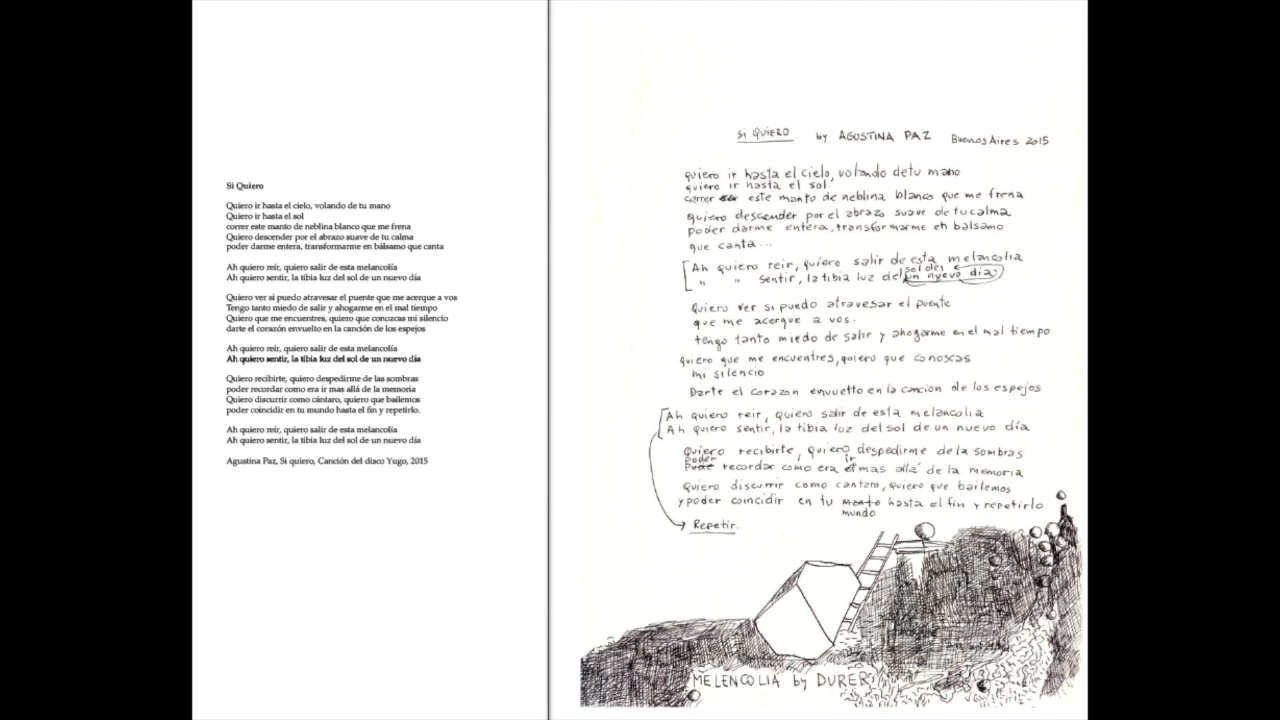 Si Quiero
Quiero ir hasta el cielo, volando de tu mano
Quiero ir hasta el sol
correr este manto de neblina blanco que me frena
Quiero descender por el abrazo suave de tu calma
poder darme entera, transformarme en bálsamo que canta
Ah quiero reír, quiero salir de esta melancolía
Ah quiero sentir, la tibia luz del sol de un nuevo día
Quiero ver si puedo atravesar el puente que me acerque a vos
Tengo tanto miedo de salir y ahogarme en el mal tiempo
Quiero que me encuentres, quiero que conozcas mi silencio
darte el corazón envuelto en la canción de los espejos
Ah quiero reír, quiero salir de esta melancolía
Ah quiero sentir, la tibia luz del sol de un nuevo día
Quiero recibirte, quiero despedirme de las sombras
poder recordar como era ir mas allá de la memoria
Quiero discurrir como cántaro, quiero que bailemos
poder coincidir en tu mundo hasta el fin y repetirlo.
Ah quiero reír, quiero salir de esta melancolía
Ah quiero sentir, la tibia luz del sol de un nuevo día
Agustina Paz, Si quiero, Canción del disco Yugo, 2015
Si QUIERO by AGUSTINA PAZ Buenos Aires 2015
quiero ir hasta el cielo, volando de tu mano
quiero ir hasta el sol
correr este manto de neblina blanco que me frena
quiero descender por el abrazo suave de tu calma
poder darme entera, transformarme en balsamo
que canta...
Ah quiero reir, quiero salir de esta melancolia
" " sentir, la tibia luz del sol de un nuevo día
Quiero ver si puedo atravesar el puente
que me acerque a vos.
tengo tanto miedo de salir y ahogarme en el mal tiempo
quiero que me encuentres, quiero que conoscas
mi silencio
Darte el corazon envuelto en la cancion de los espejos
Ah quiero reir, quiero salir de esta melancolia
Ah quiero sentir, la tibia luz del sol de un nuevo día
Quiero recibirte, quiero despedirme de la sombras
poder recordar como era ir mas allá de la memoria
Quiero discurrir como cantaro, quiero que bailemos
y poder coincidir en tu mundo hasta el fin y repetirlo
Repetir.
MELENCOLIA by DURER